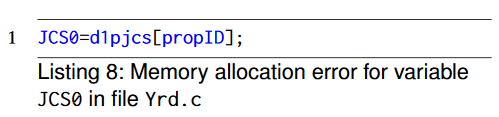 1 JCS0=d1pjcs[propID];
Listing 8: Memory allocation error for variable
JCS0 in file Yrd.c